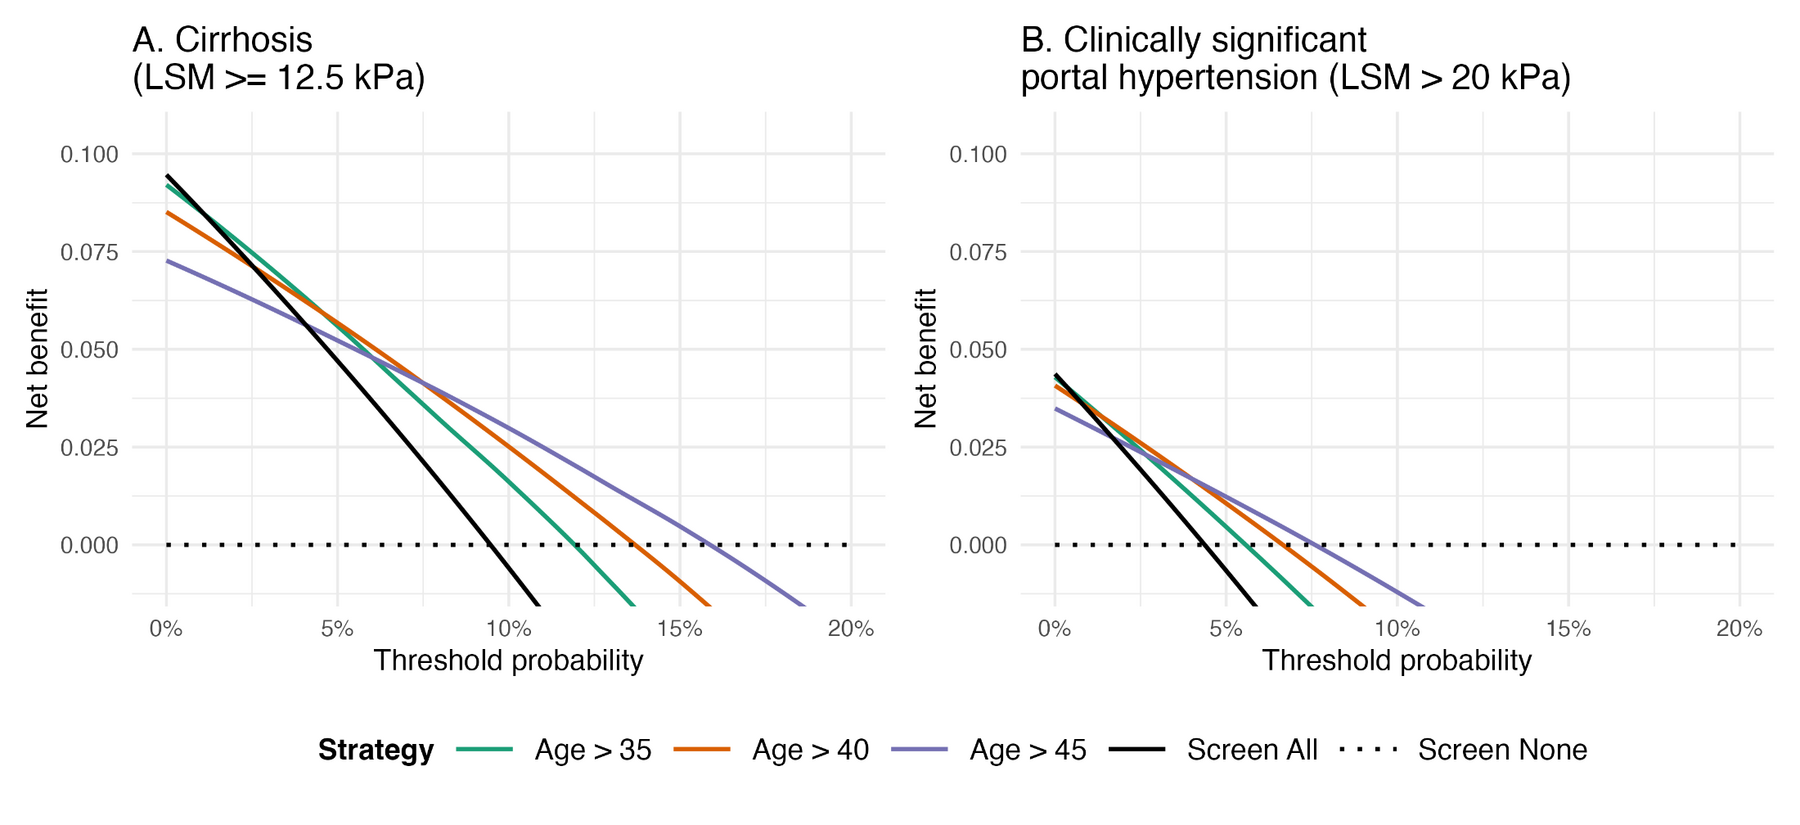 A. Cirrhosis
(LSM >= 12.5 kPa)
0.100
0.075
0.050
0.025
0.000
Net benefit
0%
5%
10%
15%
20%
Threshold probability
B. Clinically significant
portal hypertension (LSM > 20 kPa)
0.100
0.075
0.050
0.025
0.000
Net benefit
0%
5%
10%
15%
20%
Threshold probability
Strategy Age > 35 Age > 40 Age > 45 Screen All Screen None